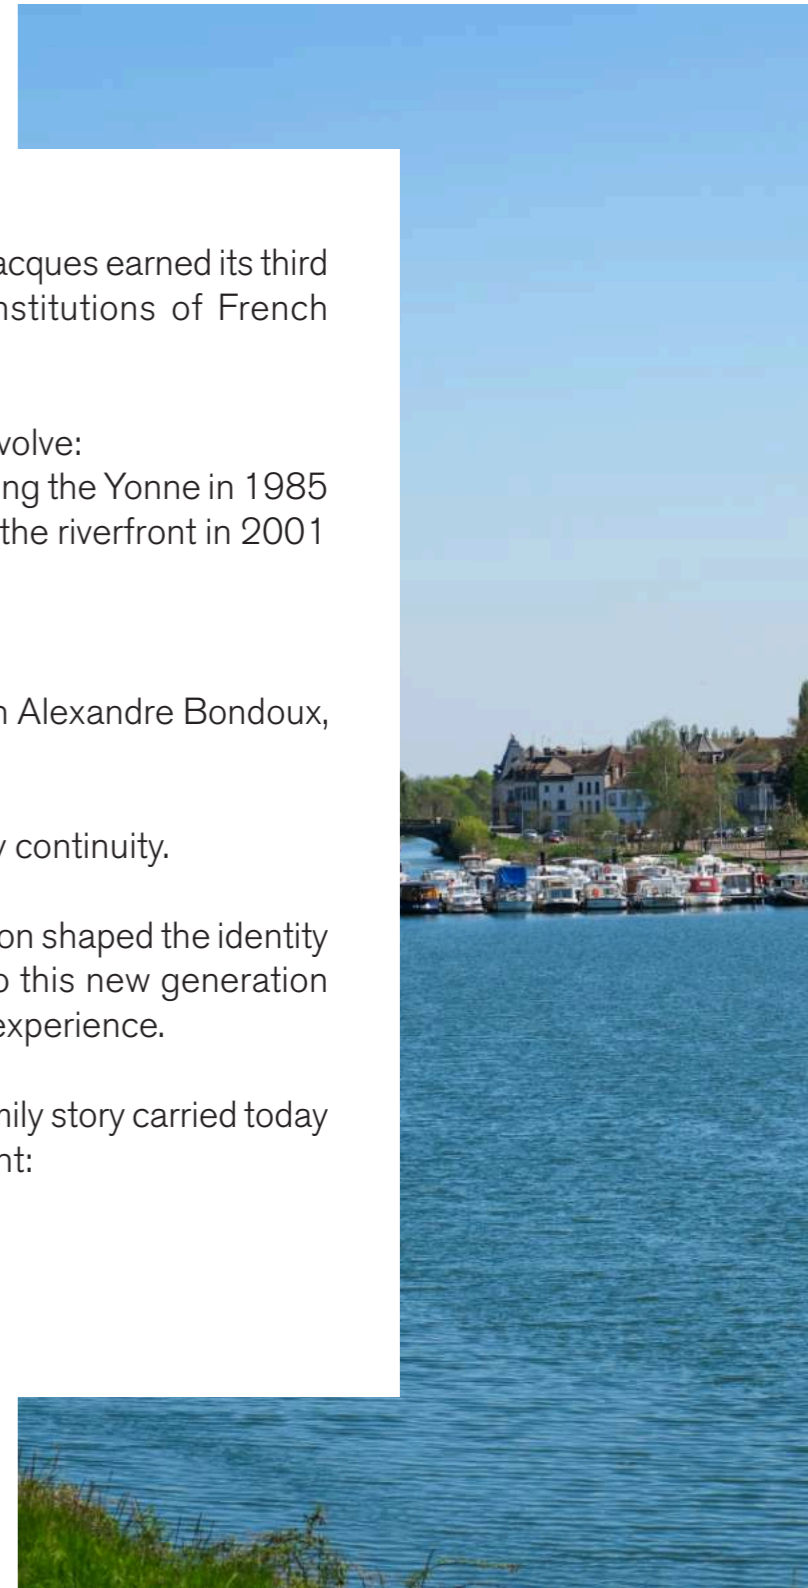 acques earned its third
nstitutions of French
volve:
ng the Yonne in 1985
the riverfront in 2001
n Alexandre Bondoux,
y continuity.
on shaped the identity
o this new generation
experience.
mily story carried today
nt: